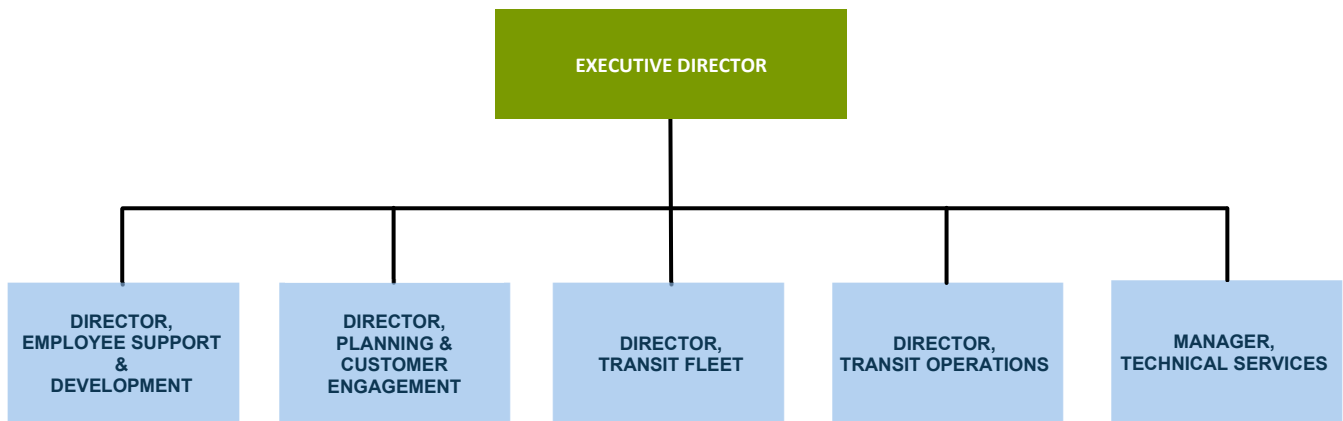 EXECUTIVE DIRECTOR
DIRECTOR,
EMPLOYEE SUPPORT
&
DEVELOPMENT
DIRECTOR,
PLANNING &
CUSTOMER
ENGAGEMENT
DIRECTOR,
TRANSIT FLEET
DIRECTOR,
TRANSIT OPERATIONS
MANAGER,
TECHNICAL SERVICES